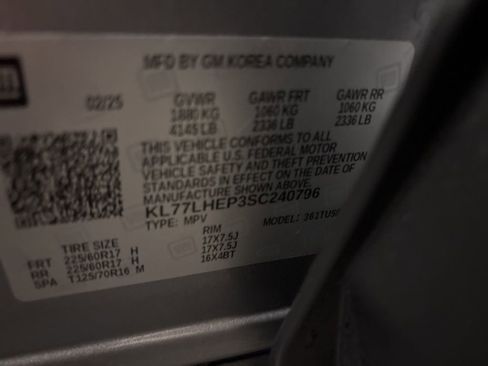 MFD BY GM KOREA COMPANY
02/25 GVWR GAWR FRT GAWR RR
1880 KG 1060 KG 1060 KG
4145 LB 2336 LB 2336 LB
THIS VEHICLE CONFORMS TO ALL
APPLICABLE U.S. FEDERAL MOTOR
VEHICLE SAFETY AND THEFT PREVENTION
STANDARDS IN EFFECT ON THE DATE OF
MANUFACTURE SHOWN ABOVE.
KL77LHEP3SC240796
TYPE: MPV MODEL:
TIRE SIZE RIM
FRT 225/60R17 H 17X7.5J
RR 225/60R17 H 17X7.5J
SPA T125/70R16 M 16X4BT